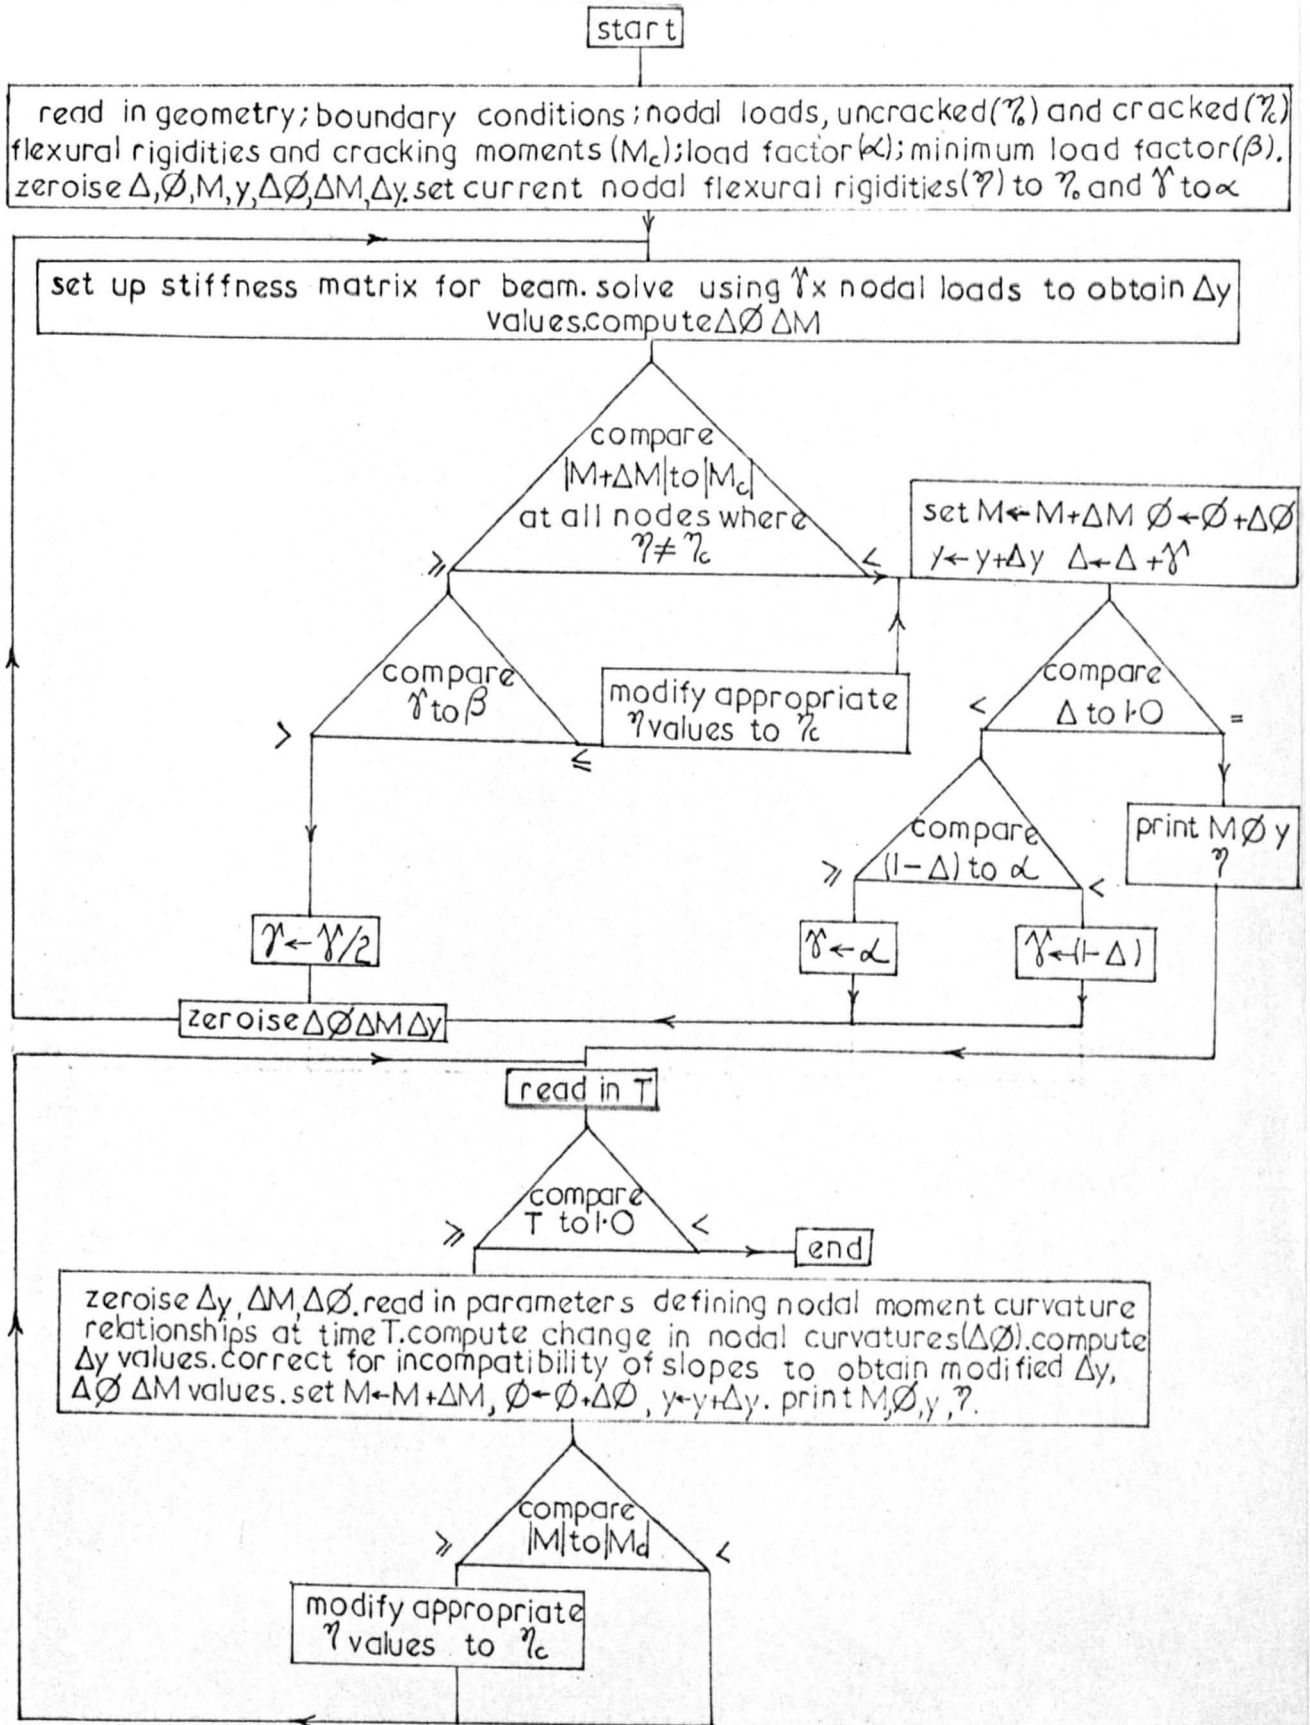 start
read in geometry; boundary conditions; nodal loads, uncracked(η₀) and cracked(η꜀)
flexural rigidities and cracking moments (M꜀); load factor (α); minimum load factor(β).
zeroise Δ, Ø, M, y, ΔØ, ΔM, Δy. set current nodal flexural rigidities(η) to η₀ and γ to α
set up stiffness matrix for beam. solve using γ x nodal loads to obtain Δy
values. compute ΔØ ΔM
compare
|M+ΔM| to |M꜀|
at all nodes where
η ≠ η꜀
⩾
<
set M←M+ΔM Ø←Ø+ΔØ
y←y+Δy Δ←Δ+γ
compare
γ to β
>
≤
modify appropriate
η values to η꜀
compare
Δ to 1·0
<
=
compare
(1-Δ) to α
⩾
<
print M Ø y
η
γ←γ/2
γ←α
γ←(1-Δ)
zeroise ΔØ ΔM Δy
read in T
compare
T to 1·0
⩾
<
end
zeroise Δy, ΔM, ΔØ. read in parameters defining nodal moment curvature
relationships at time T. compute change in nodal curvatures(ΔØ). compute
Δy values. correct for incompatibility of slopes to obtain modified Δy,
ΔØ ΔM values. set M←M+ΔM, Ø←Ø+ΔØ, y←y+Δy. print M, Ø, y, η.
compare
|M| to |M꜀|
⩾
<
modify appropriate
η values to η꜀